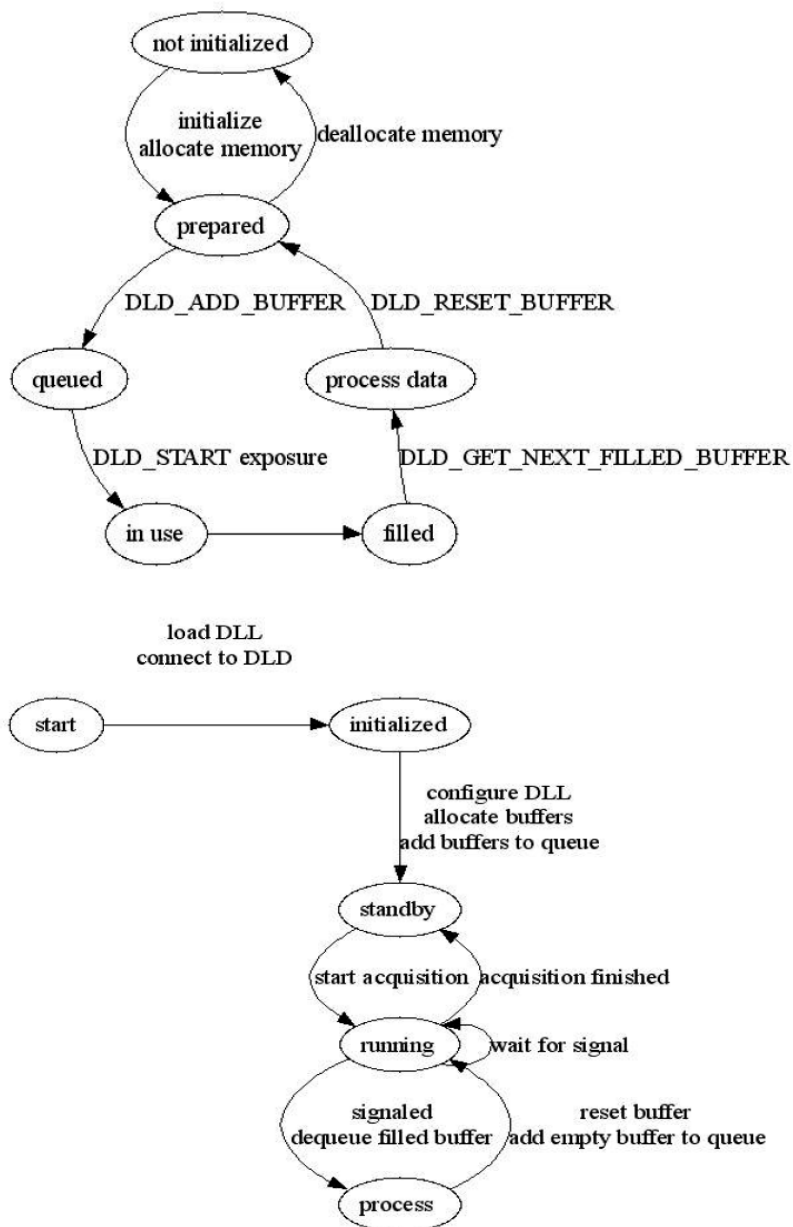 not initialized
initialize
allocate memory
deallocate memory
prepared
DLD_ADD_BUFFER
DLD_RESET_BUFFER
queued
process data
DLD_START exposure
DLD_GET_NEXT_FILLED_BUFFER
in use
filled
load DLL
connect to DLD
start
initialized
configure DLL
allocate buffers
add buffers to queue
standby
start acquisition
acquisition finished
running
wait for signal
signaled
dequeue filled buffer
reset buffer
add empty buffer to queue
process